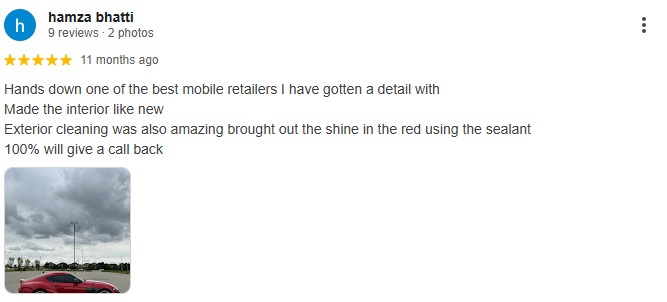 h
hamza bhatti
9 reviews · 2 photos
11 months ago
Hands down one of the best mobile retailers I have gotten a detail with
Made the interior like new
Exterior cleaning was also amazing brought out the shine in the red using the sealant
100% will give a call back